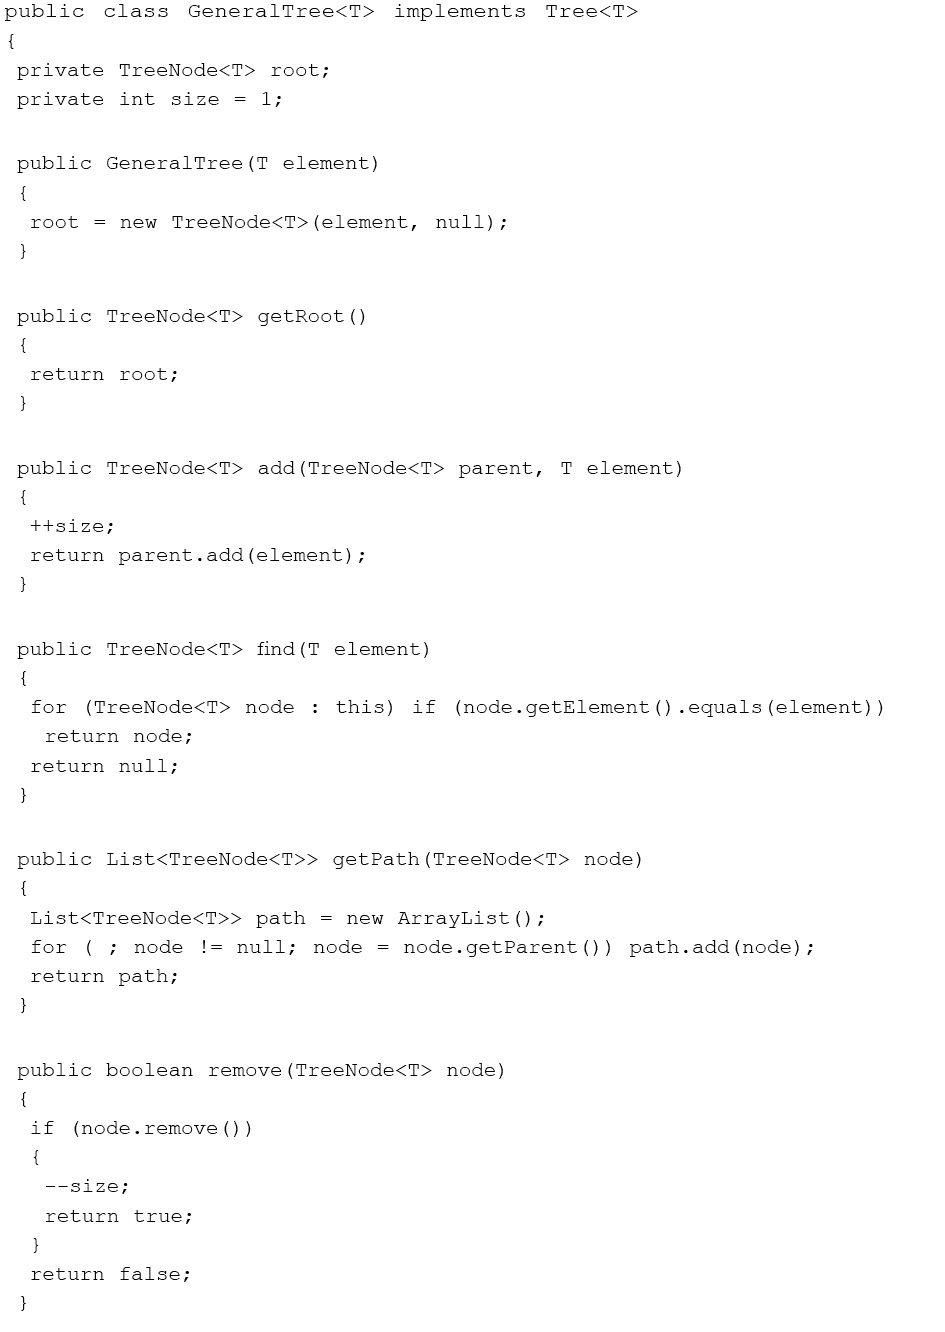 public class GeneralTree<T> implements Tree<T>
{
 private TreeNode<T> root;
 private int size = 1;

 public GeneralTree(T element)
 {
  root = new TreeNode<T>(element, null);
 }

 public TreeNode<T> getRoot()
 {
  return root;
 }

 public TreeNode<T> add(TreeNode<T> parent, T element)
 {
  ++size;
  return parent.add(element);
 }

 public TreeNode<T> find(T element)
 {
  for (TreeNode<T> node : this) if (node.getElement().equals(element))
   return node;
  return null;
 }

 public List<TreeNode<T>> getPath(TreeNode<T> node)
 {
  List<TreeNode<T>> path = new ArrayList();
  for ( ; node != null; node = node.getParent()) path.add(node);
  return path;
 }

 public boolean remove(TreeNode<T> node)
 {
  if (node.remove())
  {
   --size;
   return true;
  }
  return false;
 }